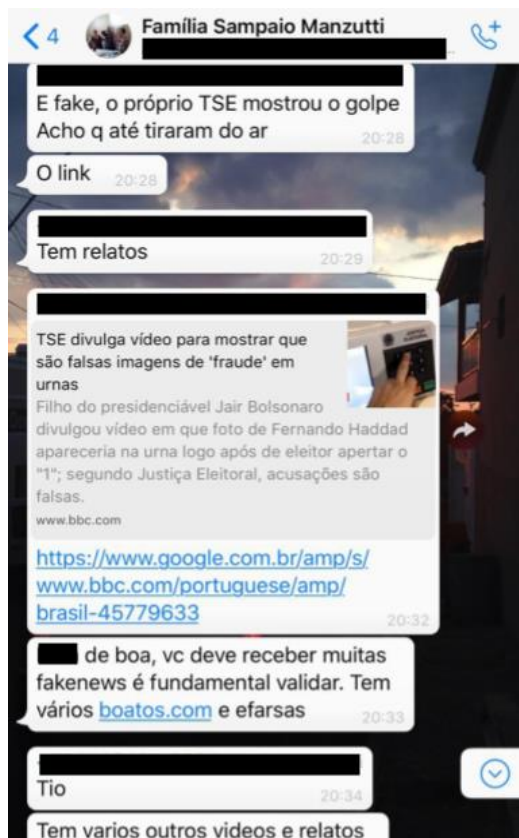 4
Família Sampaio Manzutti
E fake, o próprio TSE mostrou o golpe
Acho q até tiraram do ar
20:28
O link
20:28
Tem relatos
20:29
TSE divulga vídeo para mostrar que
são falsas imagens de 'fraude' em
urnas
Filho do presidenciável Jair Bolsonaro
divulgou vídeo em que foto de Fernando Haddad
apareceria na urna logo após de eleitor apertar o
"1"; segundo Justiça Eleitoral, acusações são
falsas.
www.bbc.com
https://www.google.com.br/amp/s/
www.bbc.com/portuguese/amp/
brasil-45779633
20:32
de boa, vc deve receber muitas
fakenews é fundamental validar. Tem
vários boatos.com e efarsas
20:33
Tio
20:34
Tem varios outros videos e relatos